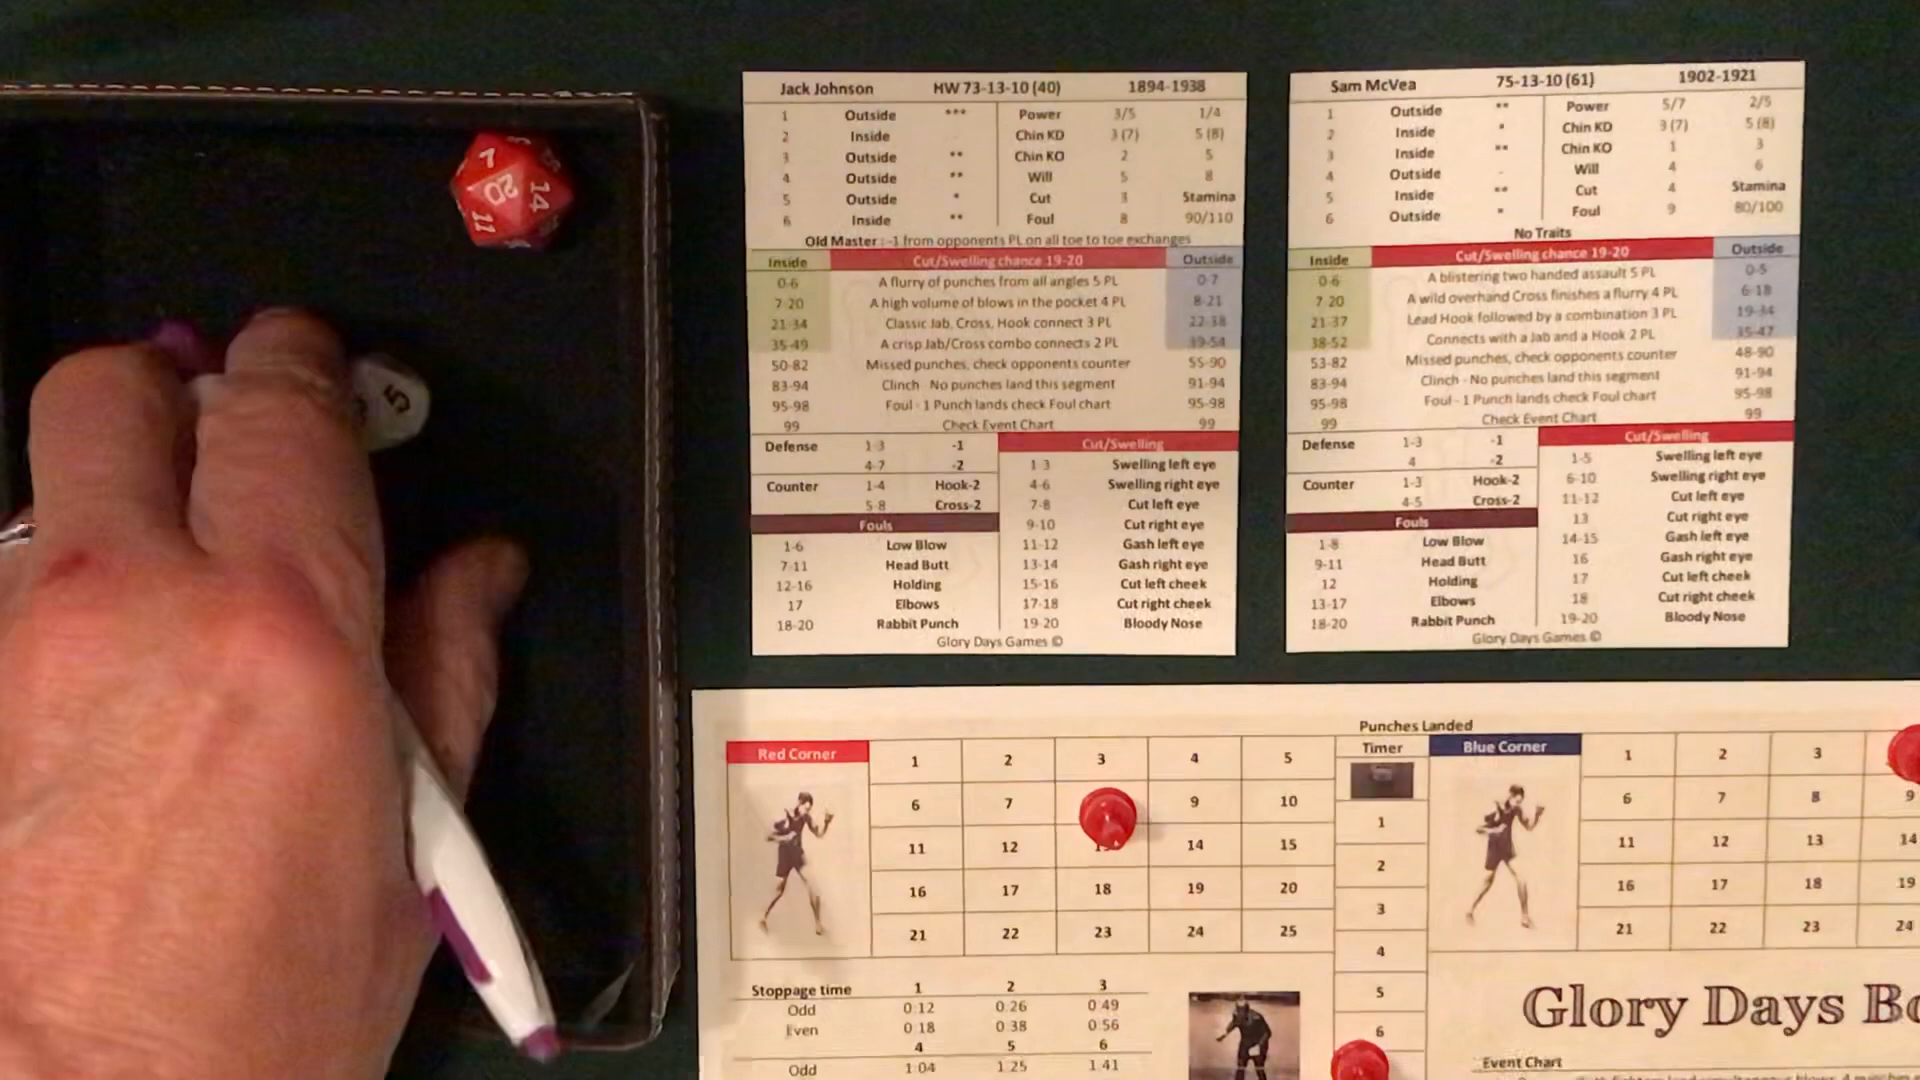 7
20
14
11
5
Jack Johnson HW 73-13-10 (40) 1894-1938
1 Outside *** Power 3/5 1/4
2 Inside - Chin KD 3 (7) 5 (8)
3 Outside ** Chin KO 2 5
4 Outside ** Will 5 8
5 Outside * Cut 3 Stamina
6 Inside ** Foul 8 90/110
Old Master : -1 from opponents PL on all toe to toe exchanges
Inside Cut/Swelling chance 19-20 Outside
0-6 A flurry of punches from all angles 5 PL 0-7
7-20 A high volume of blows in the pocket 4 PL 8-21
21-34 Classic Jab, Cross, Hook connect 3 PL 22-38
35-49 A crisp Jab/Cross combo connects 2 PL 39-54
50-82 Missed punches, check opponents counter 55-90
83-94 Clinch - No punches land this segment 91-94
95-98 Foul - 1 Punch lands check Foul chart 95-98
99 Check Event Chart 99
Defense 1-3 -1 Cut/Swelling
4-7 -2 1-3 Swelling left eye
Counter 1-4 Hook-2 4-6 Swelling right eye
5-8 Cross-2 7-8 Cut left eye
Fouls 9-10 Cut right eye
1-6 Low Blow 11-12 Gash left eye
7-11 Head Butt 13-14 Gash right eye
12-16 Holding 15-16 Cut left cheek
17 Elbows 17-18 Cut right cheek
18-20 Rabbit Punch 19-20 Bloody Nose
Glory Days Games ©
Sam McVea 75-13-10 (61) 1902-1921
1 Outside ** Power 5/7 2/5
2 Inside * Chin KD 3 (7) 5 (8)
3 Inside ** Chin KO 1 3
4 Outside - Will 4 6
5 Inside ** Cut 4 Stamina
6 Outside * Foul 9 80/100
No Traits
Inside Cut/Swelling chance 19-20 Outside
0-6 A blistering two handed assault 5 PL 0-5
7-20 A wild overhand Cross finishes a flurry 4 PL 6-18
21-37 Lead Hook followed by a combination 3 PL 19-34
38-52 Connects with a Jab and a Hook 2 PL 35-47
53-82 Missed punches, check opponents counter 48-90
83-94 Clinch - No punches land this segment 91-94
95-98 Foul - 1 Punch lands check Foul chart 95-98
99 Check Event Chart 99
Defense 1-3 -1 Cut/Swelling
4 -2 1-5 Swelling left eye
Counter 1-3 Hook-2 6-10 Swelling right eye
4-5 Cross-2 11-12 Cut left eye
Fouls 13 Cut right eye
1-8 Low Blow 14-15 Gash left eye
9-11 Head Butt 16 Gash right eye
12 Holding 17 Cut left cheek
13-17 Elbows 18 Cut right cheek
18-20 Rabbit Punch 19-20 Bloody Nose
Glory Days Games ©
Punches Landed
Red Corner 1 2 3 4 5 Timer Blue Corner 1 2 3
6 7 9 10 6 7 8 9
11 12 14 15 1 11 12 13 14
16 17 18 19 20 2 16 17 18 19
21 22 23 24 25 3 21 22 23 24
4
5
6
Stoppage time 1 2 3
Odd 0 12 0 26 0 49
Even 0 18 0 38 0 56
4 5 6
Odd 1 04 1 25 1 41
Glory Days Bo
Event Chart